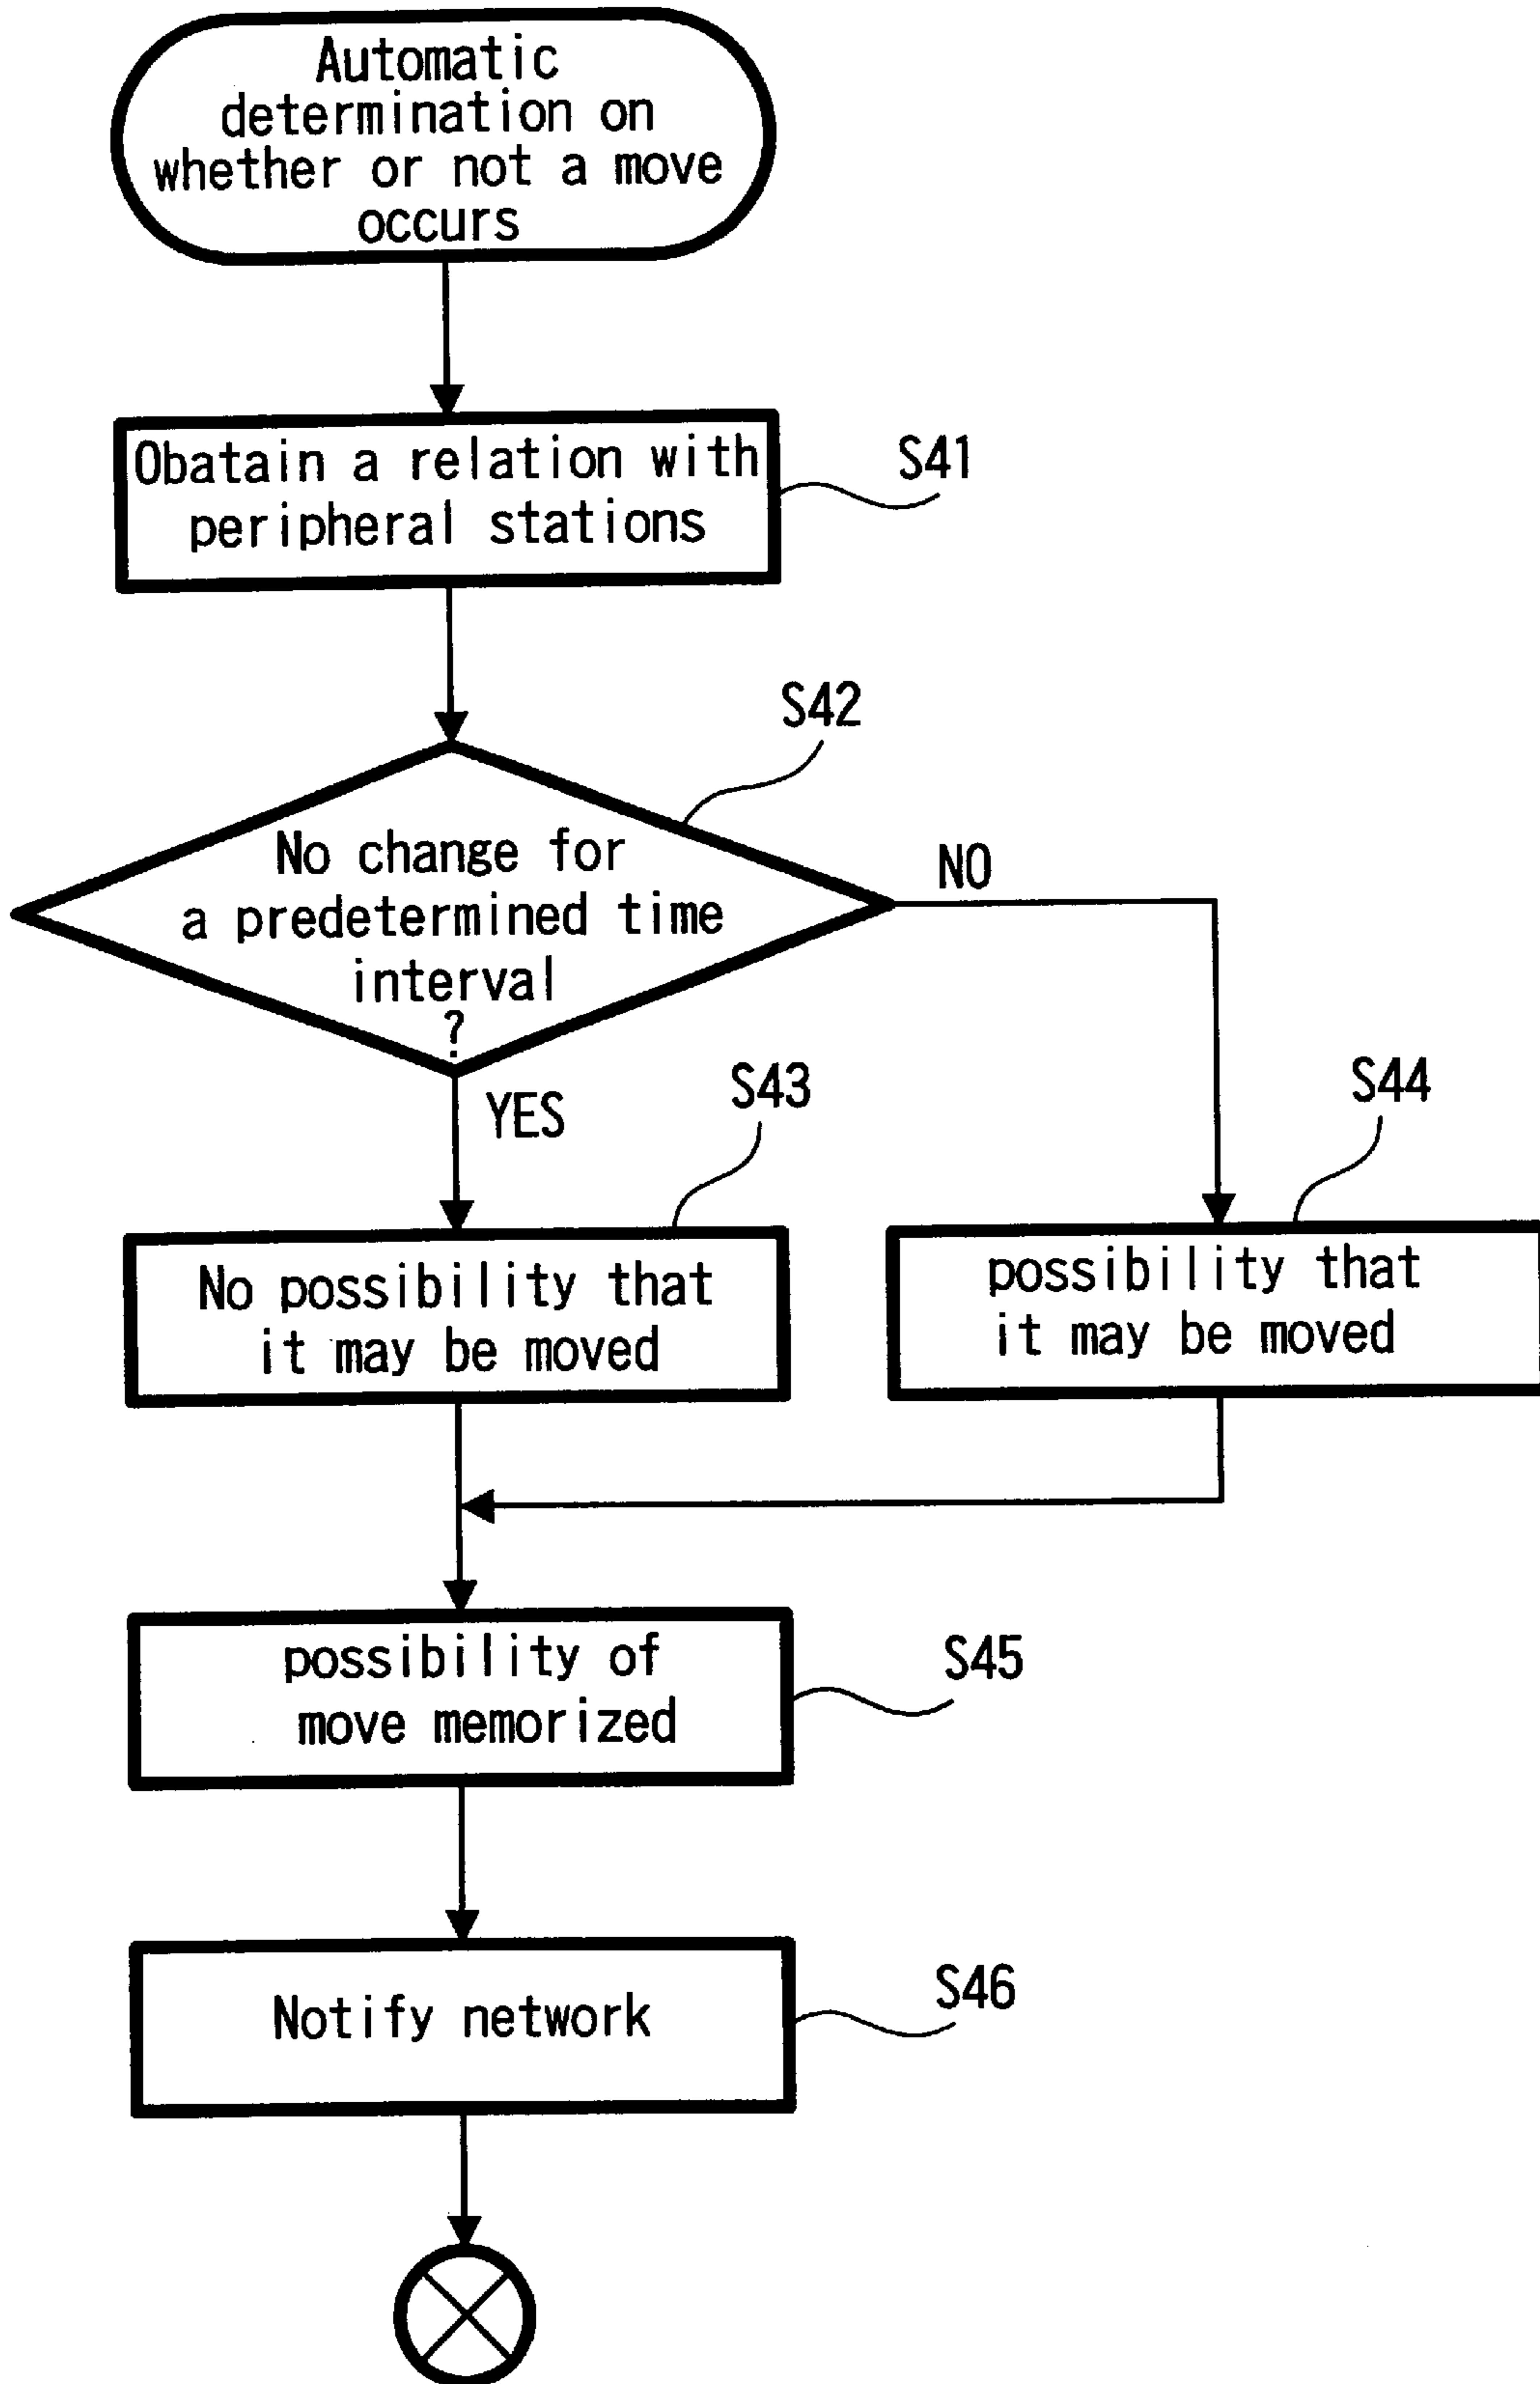 Automatic
determination on
whether or not a move
occurs
Obatain a relation with
peripheral stations
S41
S42
No change for
a predetermined time
interval
?
NO
YES
S43
S44
No possibility that
it may be moved
possibility that
it may be moved
possibility of
move memorized
S45
Notify network
S46